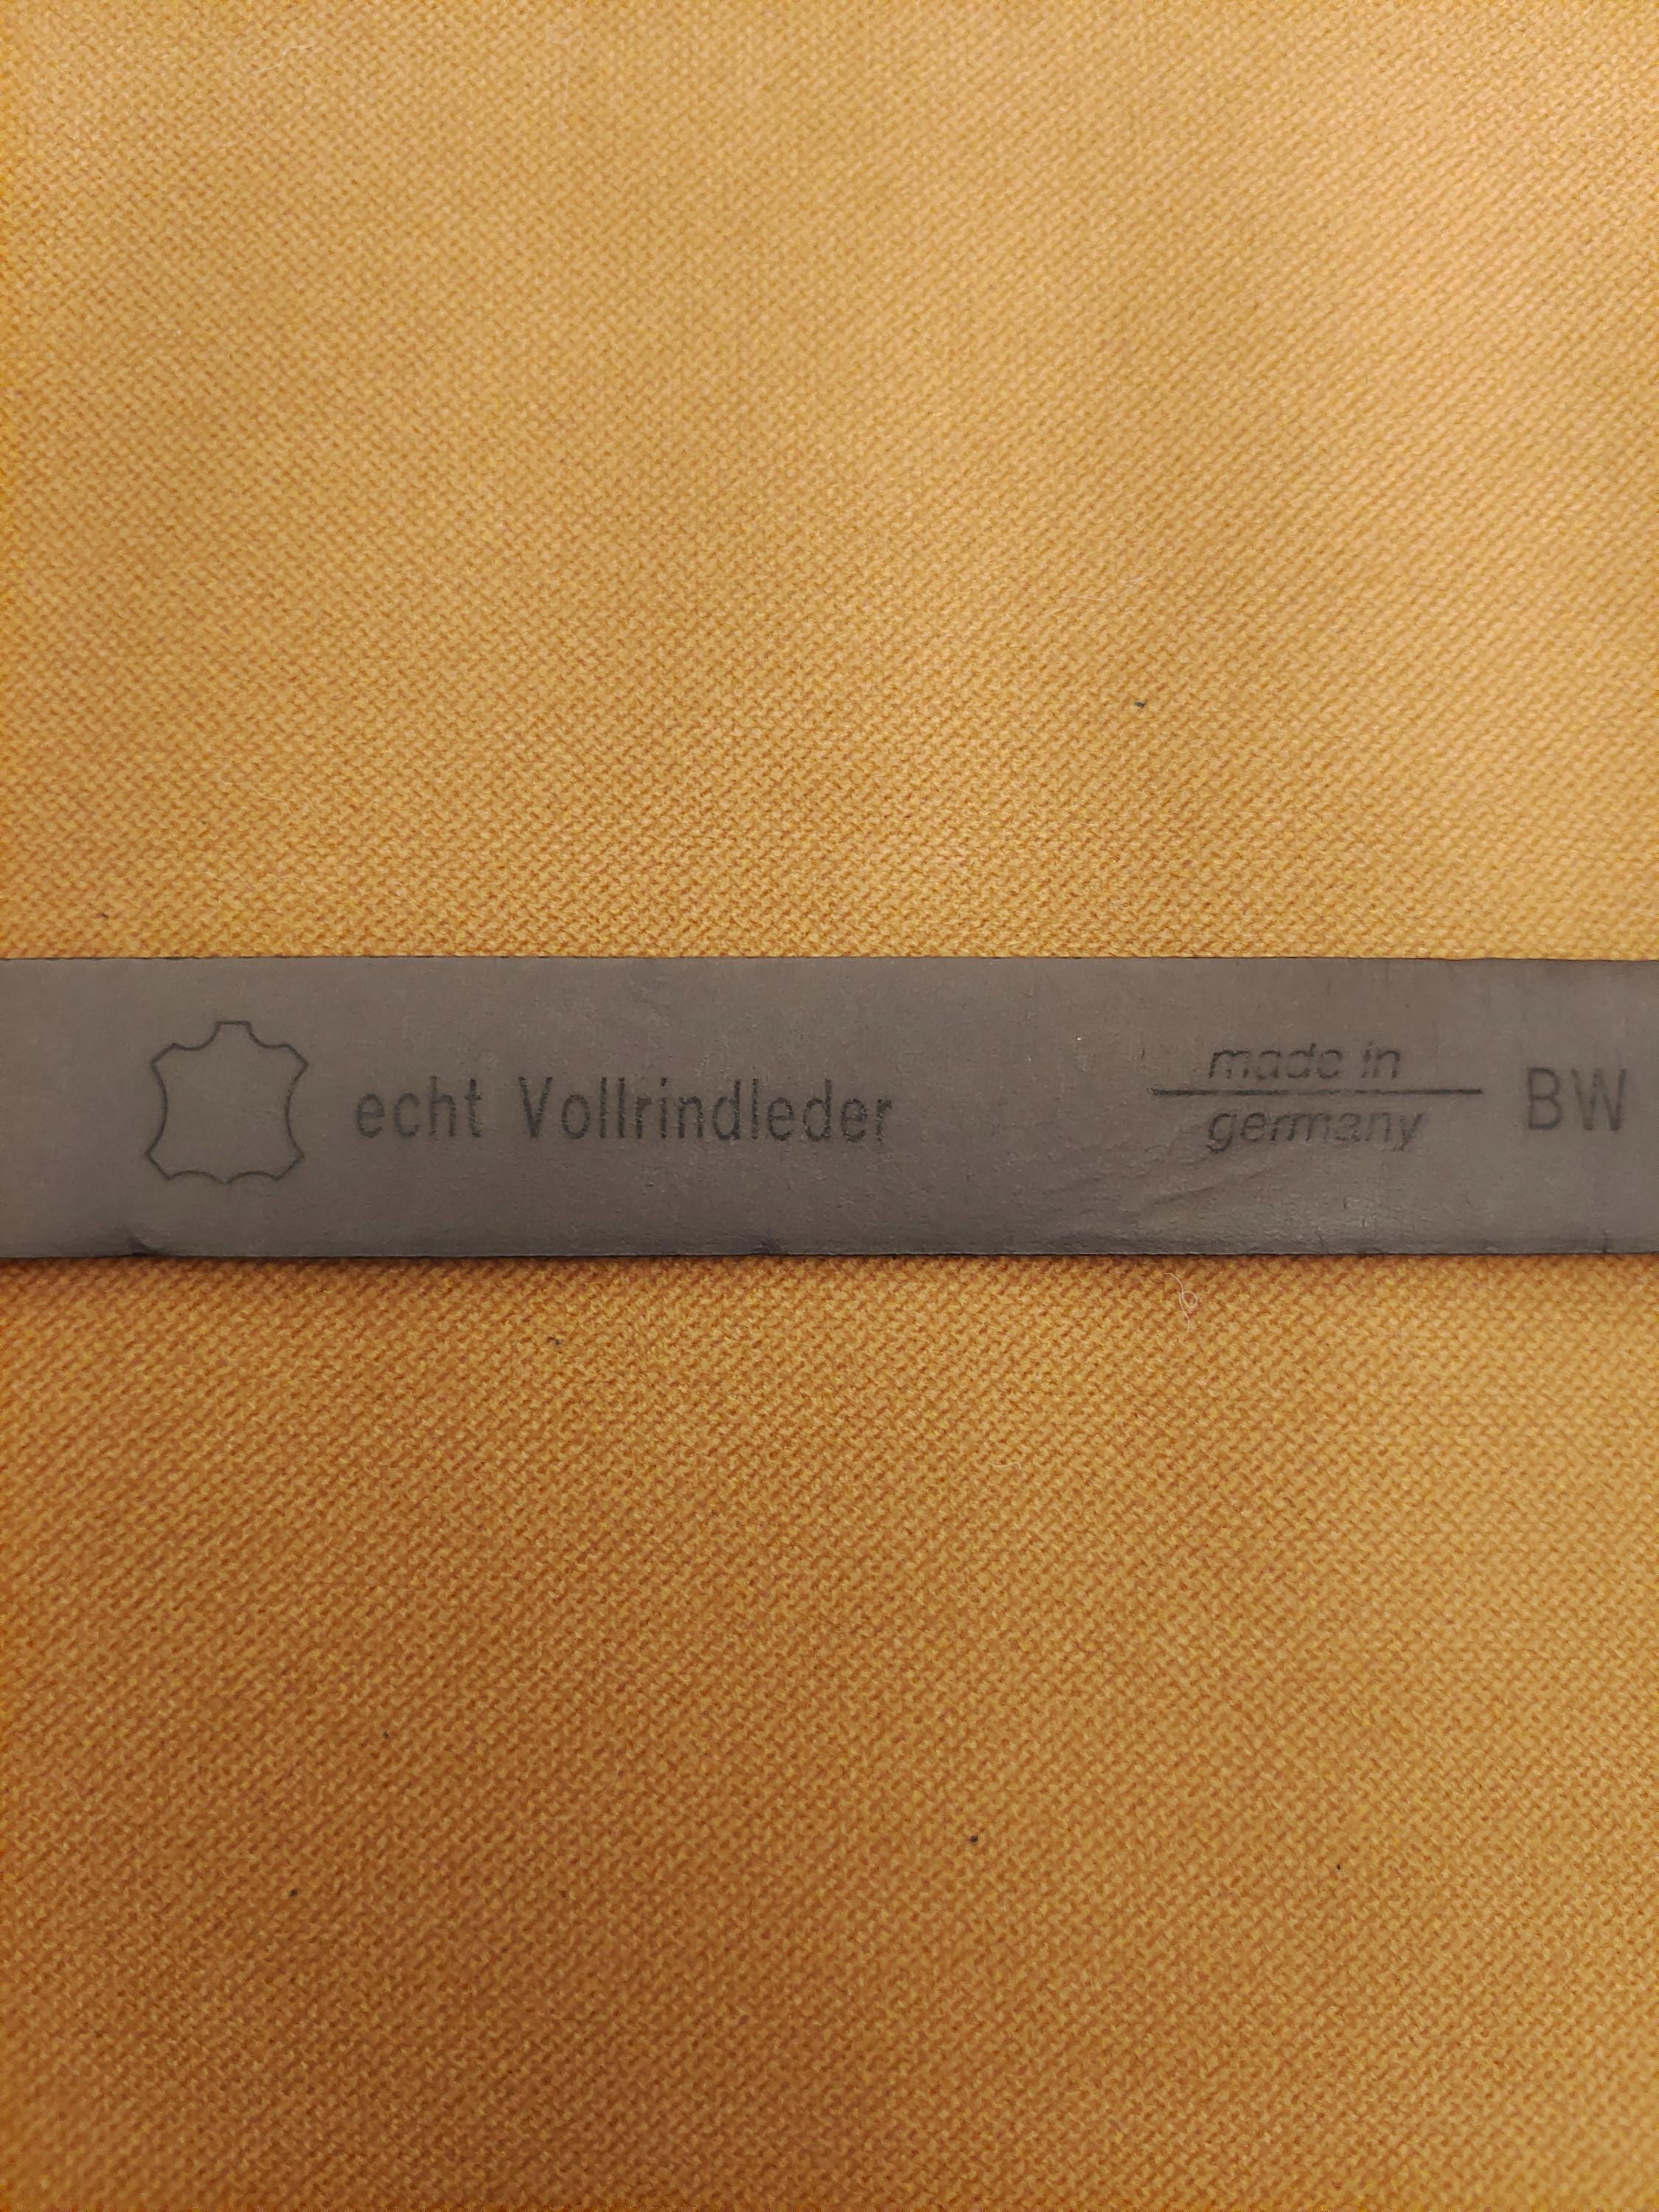 echt Vollrindleder
made in
germany
BW